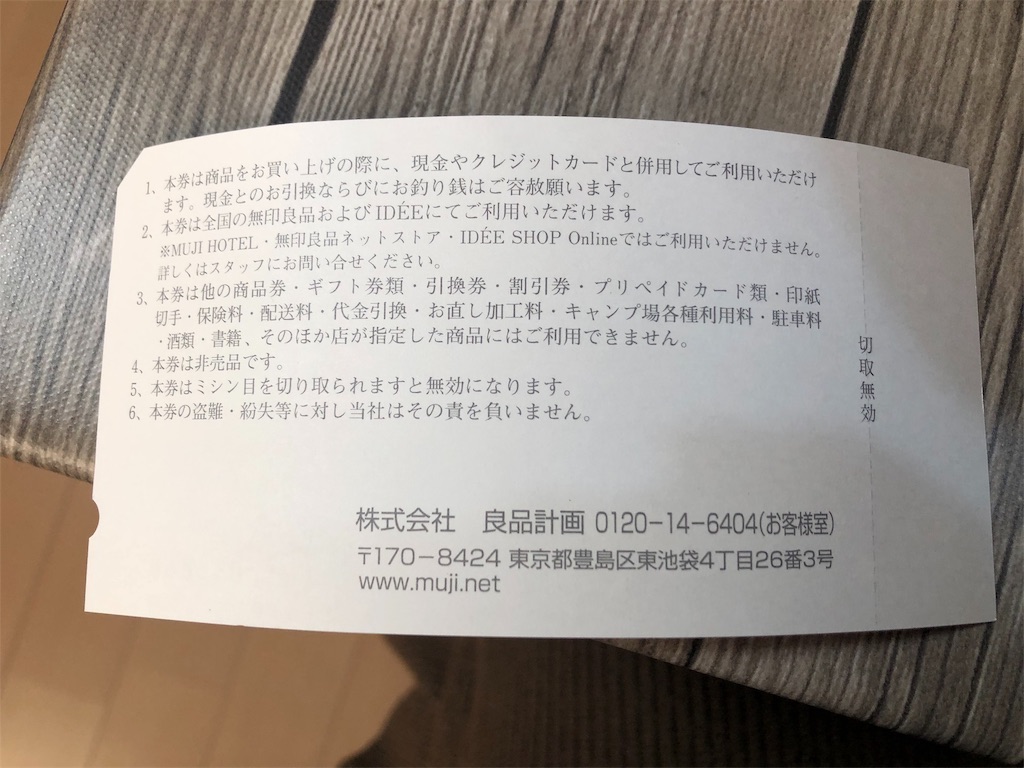 1、本券は商品をお買い上げの際に、現金やクレジットカードと併用してご利用いただけ
ます。現金とのお引換ならびにお釣り銭はご容赦願います。
2、本券は全国の無印良品およびIDÉEにてご利用いただけます。
※MUJI HOTEL・無印良品ネットストア・IDÉE SHOP Onlineではご利用いただけません。
詳しくはスタッフにお問い合せください。
3、本券は他の商品券・ギフト券類・引換券・割引券・プリペイドカード類・印紙
切手・保険料・配送料・代金引換・お直し加工料・キャンプ場各種利用料・駐車料
・酒類・書籍、そのほか店が指定した商品にはご利用できません。
4、本券は非売品です。
5、本券はミシン目を切り取られますと無効になります。
6、本券の盗難・紛失等に対し当社はその責を負いません。
切取無効
株式会社 良品計画 0120-14-6404(お客様室)
〒170-8424 東京都豊島区東池袋4丁目26番3号
www.muji.net